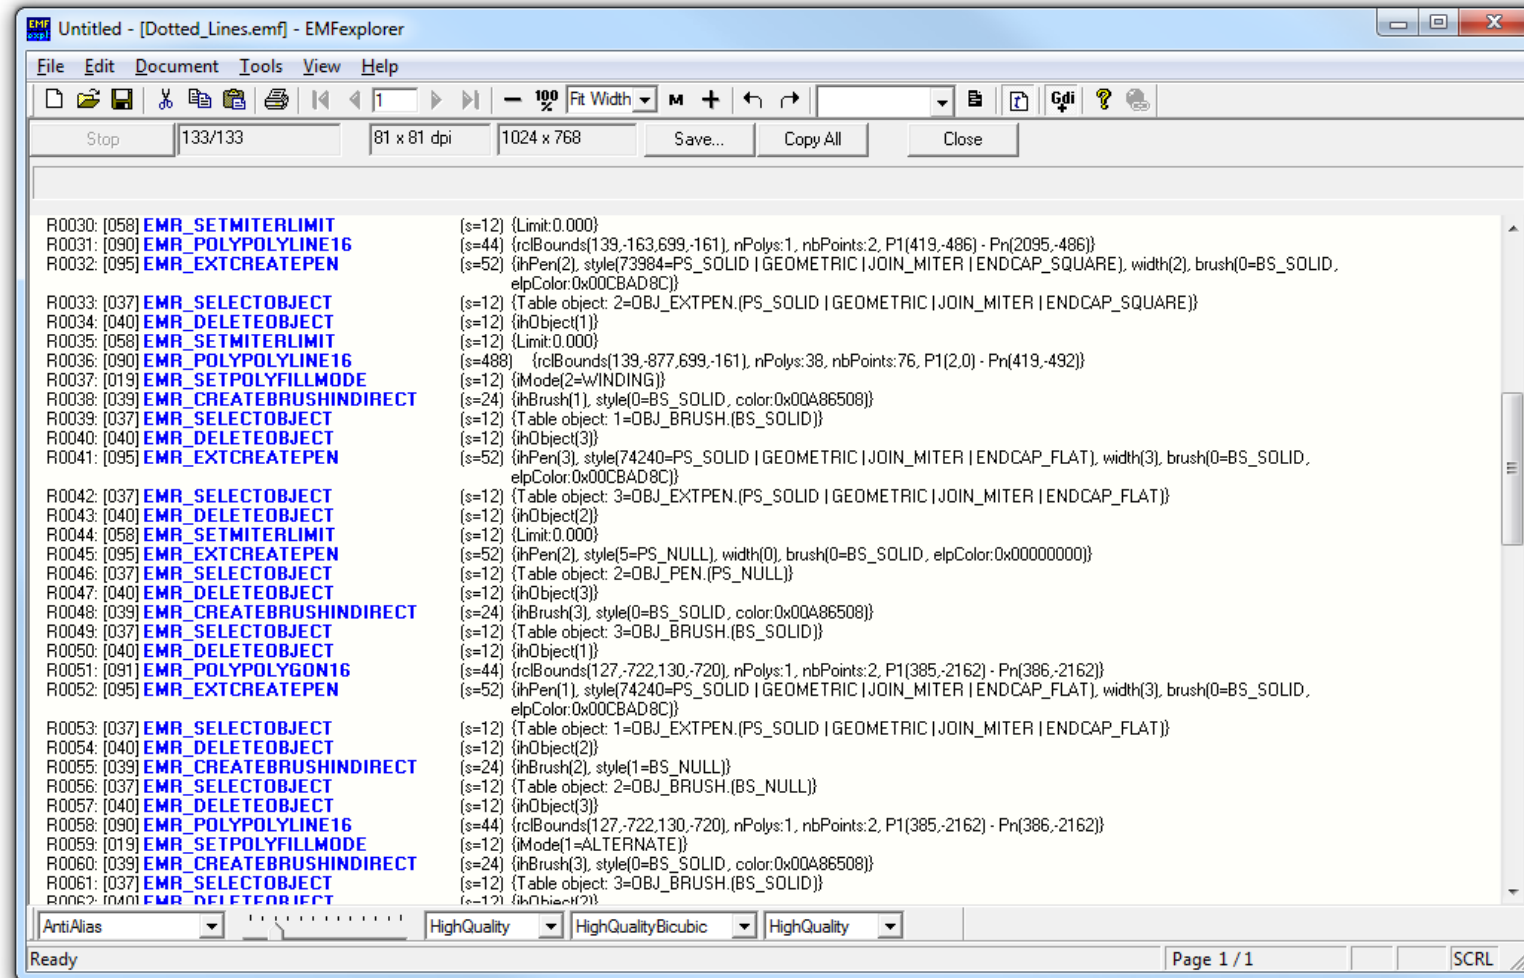 EMF
expl
Untitled - [Dotted_Lines.emf] - EMFexplorer
File Edit Document Tools View Help
1 100 % Fit Width M t Gdi + ?
Stop 133/133 81 x 81 dpi 1024 x 768 Save... Copy All Close
R0030: [058] EMR_SETMITERLIMIT (s=12) {Limit:0.000}
R0031: [090] EMR_POLYPOLYLINE16 (s=44) {rclBounds(139,-163,699,-161), nPolys:1, nbPoints:2, P1(419,-486) - Pn(2095,-486)}
R0032: [095] EMR_EXTCREATEPEN (s=52) {ihPen(2), style(73984=PS_SOLID | GEOMETRIC | JOIN_MITER | ENDCAP_SQUARE), width(2), brush(0=BS_SOLID,
elpColor:0x00CBAD8C)}
R0033: [037] EMR_SELECTOBJECT (s=12) {Table object: 2=OBJ_EXTPEN.(PS_SOLID | GEOMETRIC | JOIN_MITER | ENDCAP_SQUARE)}
R0034: [040] EMR_DELETEOBJECT (s=12) {ihObject(1)}
R0035: [058] EMR_SETMITERLIMIT (s=12) {Limit:0.000}
R0036: [090] EMR_POLYPOLYLINE16 (s=488) {rclBounds(139,-877,699,-161), nPolys:38, nbPoints:76, P1(2,0) - Pn(419,-492)}
R0037: [019] EMR_SETPOLYFILLMODE (s=12) {iMode(2=WINDING)}
R0038: [039] EMR_CREATEBRUSHINDIRECT (s=24) {ihBrush(1), style(0=BS_SOLID, color:0x00A86508)}
R0039: [037] EMR_SELECTOBJECT (s=12) {Table object: 1=OBJ_BRUSH.(BS_SOLID)}
R0040: [040] EMR_DELETEOBJECT (s=12) {ihObject(3)}
R0041: [095] EMR_EXTCREATEPEN (s=52) {ihPen(3), style(74240=PS_SOLID | GEOMETRIC | JOIN_MITER | ENDCAP_FLAT), width(3), brush(0=BS_SOLID,
elpColor:0x00CBAD8C)}
R0042: [037] EMR_SELECTOBJECT (s=12) {Table object: 3=OBJ_EXTPEN.(PS_SOLID | GEOMETRIC | JOIN_MITER | ENDCAP_FLAT)}
R0043: [040] EMR_DELETEOBJECT (s=12) {ihObject(2)}
R0044: [058] EMR_SETMITERLIMIT (s=12) {Limit:0.000}
R0045: [095] EMR_EXTCREATEPEN (s=52) {ihPen(2), style(5=PS_NULL), width(0), brush(0=BS_SOLID, elpColor:0x00000000)}
R0046: [037] EMR_SELECTOBJECT (s=12) {Table object: 2=OBJ_PEN.(PS_NULL)}
R0047: [040] EMR_DELETEOBJECT (s=12) {ihObject(3)}
R0048: [039] EMR_CREATEBRUSHINDIRECT (s=24) {ihBrush(3), style(0=BS_SOLID, color:0x00A86508)}
R0049: [037] EMR_SELECTOBJECT (s=12) {Table object: 3=OBJ_BRUSH.(BS_SOLID)}
R0050: [040] EMR_DELETEOBJECT (s=12) {ihObject(1)}
R0051: [091] EMR_POLYPOLYGON16 (s=44) {rclBounds(127,-722,130,-720), nPolys:1, nbPoints:2, P1(385,-2162) - Pn(386,-2162)}
R0052: [095] EMR_EXTCREATEPEN (s=52) {ihPen(1), style(74240=PS_SOLID | GEOMETRIC | JOIN_MITER | ENDCAP_FLAT), width(3), brush(0=BS_SOLID,
elpColor:0x00CBAD8C)}
R0053: [037] EMR_SELECTOBJECT (s=12) {Table object: 1=OBJ_EXTPEN.(PS_SOLID | GEOMETRIC | JOIN_MITER | ENDCAP_FLAT)}
R0054: [040] EMR_DELETEOBJECT (s=12) {ihObject(2)}
R0055: [039] EMR_CREATEBRUSHINDIRECT (s=24) {ihBrush(2), style(1=BS_NULL)}
R0056: [037] EMR_SELECTOBJECT (s=12) {Table object: 2=OBJ_BRUSH.(BS_NULL)}
R0057: [040] EMR_DELETEOBJECT (s=12) {ihObject(3)}
R0058: [090] EMR_POLYPOLYLINE16 (s=44) {rclBounds(127,-722,130,-720), nPolys:1, nbPoints:2, P1(385,-2162) - Pn(386,-2162)}
R0059: [019] EMR_SETPOLYFILLMODE (s=12) {iMode(1=ALTERNATE)}
R0060: [039] EMR_CREATEBRUSHINDIRECT (s=24) {ihBrush(3), style(0=BS_SOLID, color:0x00A86508)}
R0061: [037] EMR_SELECTOBJECT (s=12) {Table object: 3=OBJ_BRUSH.(BS_SOLID)}
R0062: [040] EMR_DELETEOBJECT (s=12) {ihObject(2)}
AntiAlias HighQuality HighQualityBicubic HighQuality
Ready Page 1 / 1 SCRL